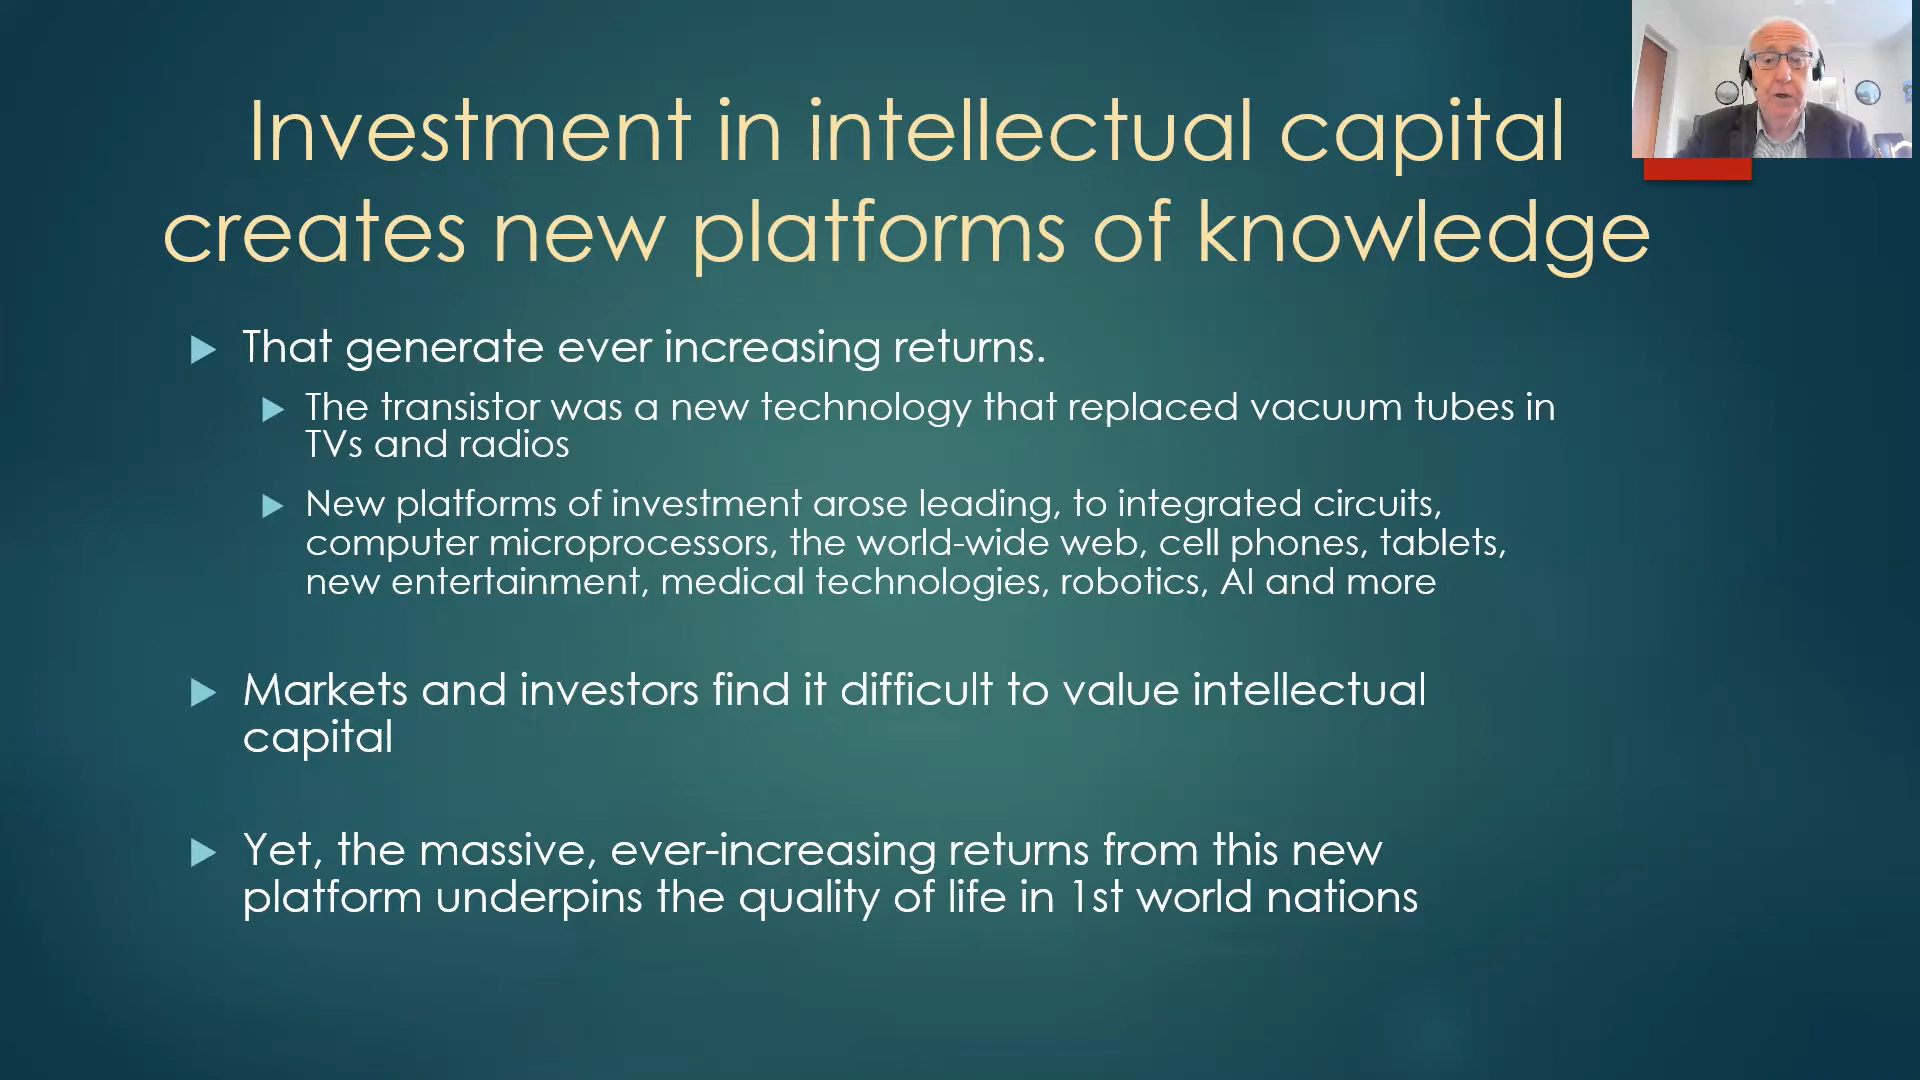 Investment in intellectual capital
creates new platforms of knowledge
That generate ever increasing returns.
The transistor was a new technology that replaced vacuum tubes in
TVs and radios
New platforms of investment arose leading, to integrated circuits,
computer microprocessors, the world-wide web, cell phones, tablets,
new entertainment, medical technologies, robotics, AI and more
Markets and investors find it difficult to value intellectual
capital
Yet, the massive, ever-increasing returns from this new
platform underpins the quality of life in 1st world nations